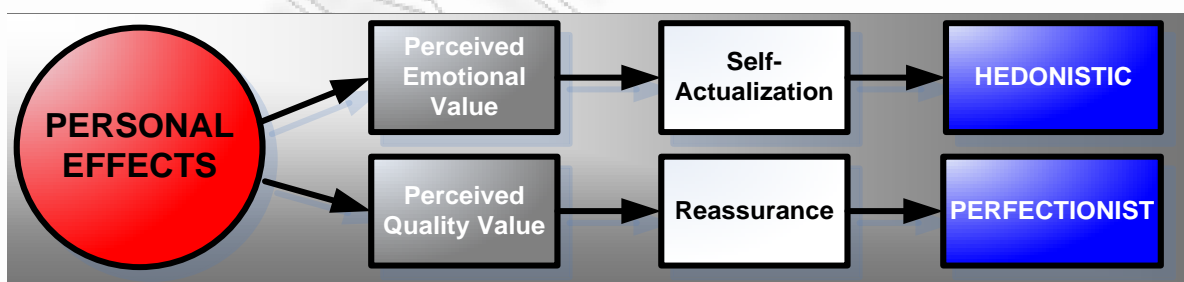 PERSONAL
EFFECTS
Perceived
Emotional
Value
Self-
Actualization
HEDONISTIC
Perceived
Quality Value
Reassurance
PERFECTIONIST